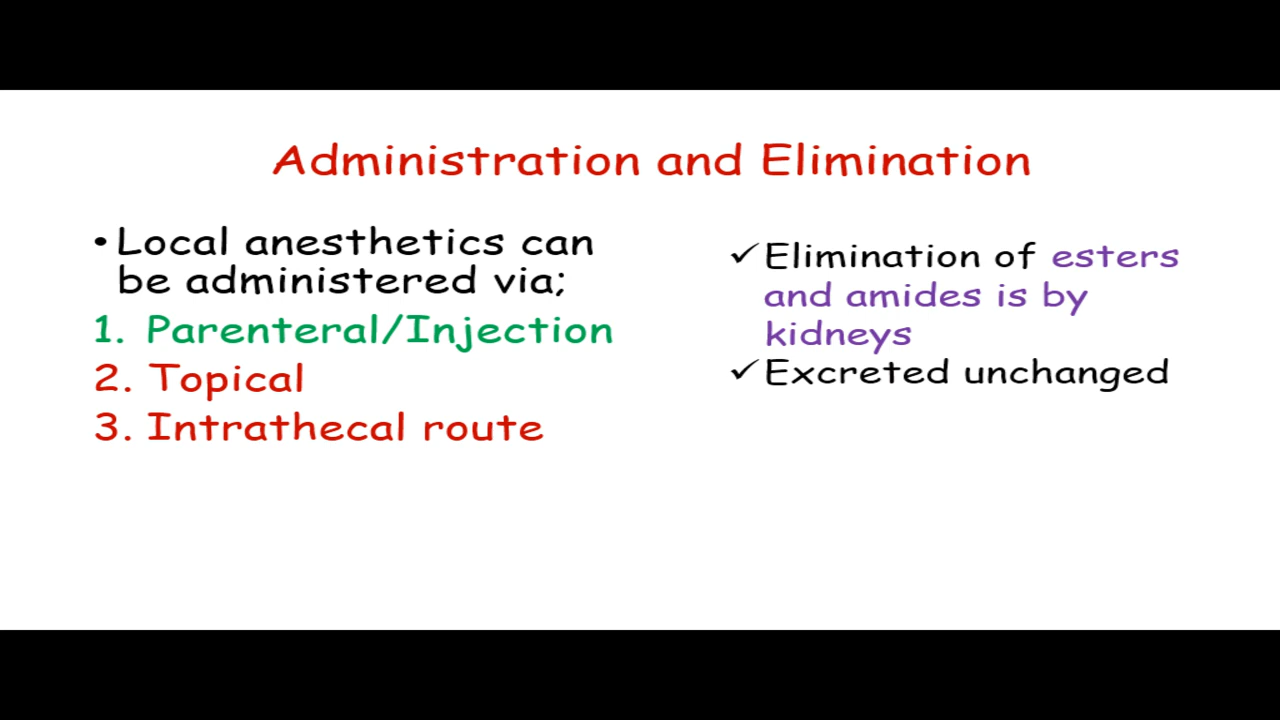 Administration and Elimination
• Local anesthetics can
be administered via;
1. Parenteral/Injection
2. Topical
3. Intrathecal route
✓ Elimination of esters
and amides is by
kidneys
✓ Excreted unchanged